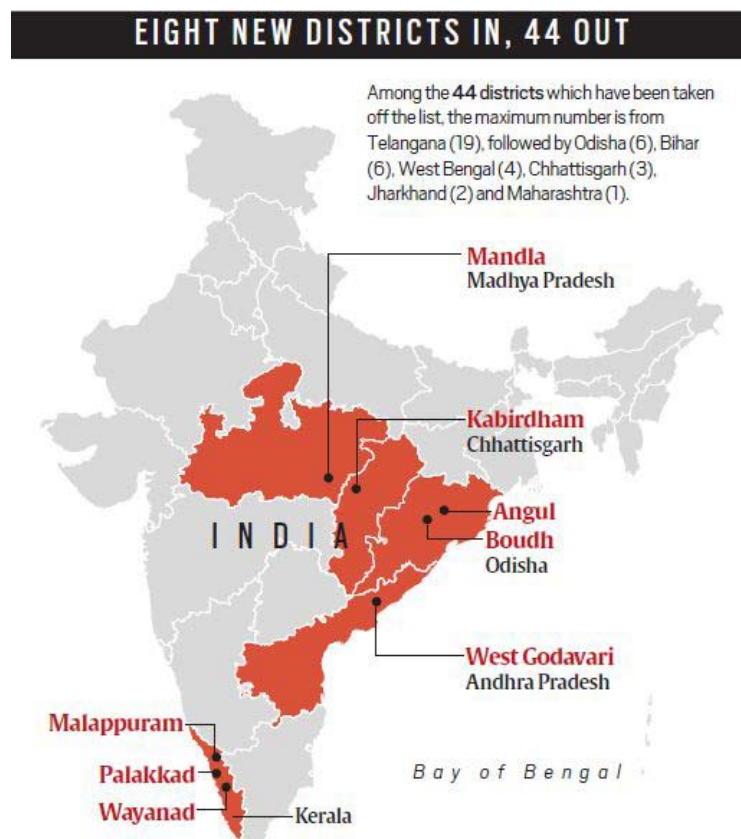 EIGHT NEW DISTRICTS IN, 44 OUT
Among the 44 districts which have been taken
off the list, the maximum number is from
Telangana (19), followed by Odisha (6), Bihar
(6), West Bengal (4), Chhattisgarh (3),
Jharkhand (2) and Maharashtra (1).
Mandla
Madhya Pradesh
Kabirdham
Chhattisgarh
INDIA
Angul
Boudh
Odisha
West Godavari
Andhra Pradesh
Malappuram
Palakkad
Wayanad
Kerala
Bay of Bengal